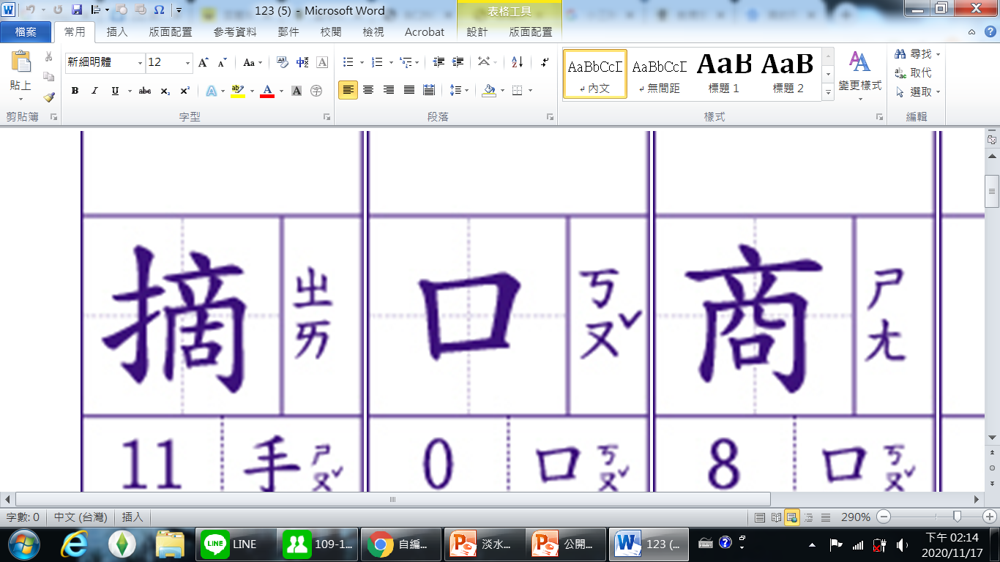 123 (5) - Microsoft Word
表格工具
檔案 常用 插入 版面配置 參考資料 郵件 校閱 檢視 Acrobat 設計 版面配置
貼上
新細明體 12
AaBbCcI AaBbCcI AaB AaB
內文 無間距 標題 1 標題 2
變更樣式
尋找
取代
選取
剪貼簿 字型 段落 樣式 編輯
摘 ㄓㄞ
口 ㄎㄡˇ
商 ㄕㄤ
11 手 ㄕㄡˇ
0 口 ㄎㄡˇ
8 口 ㄎㄡˇ
字數: 0 中文 (台灣) 插入 290%
LINE 109-1... 自編... 淡水... 公開... 123 (...
下午 02:14
2020/11/17